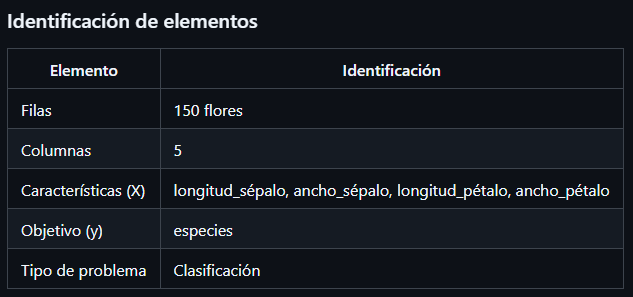 Identificación de elementos
Elemento Identificación
Filas 150 flores
Columnas 5
Características (X) longitud_sépalo, ancho_sépalo, longitud_pétalo, ancho_pétalo
Objetivo (y) especies
Tipo de problema Clasificación